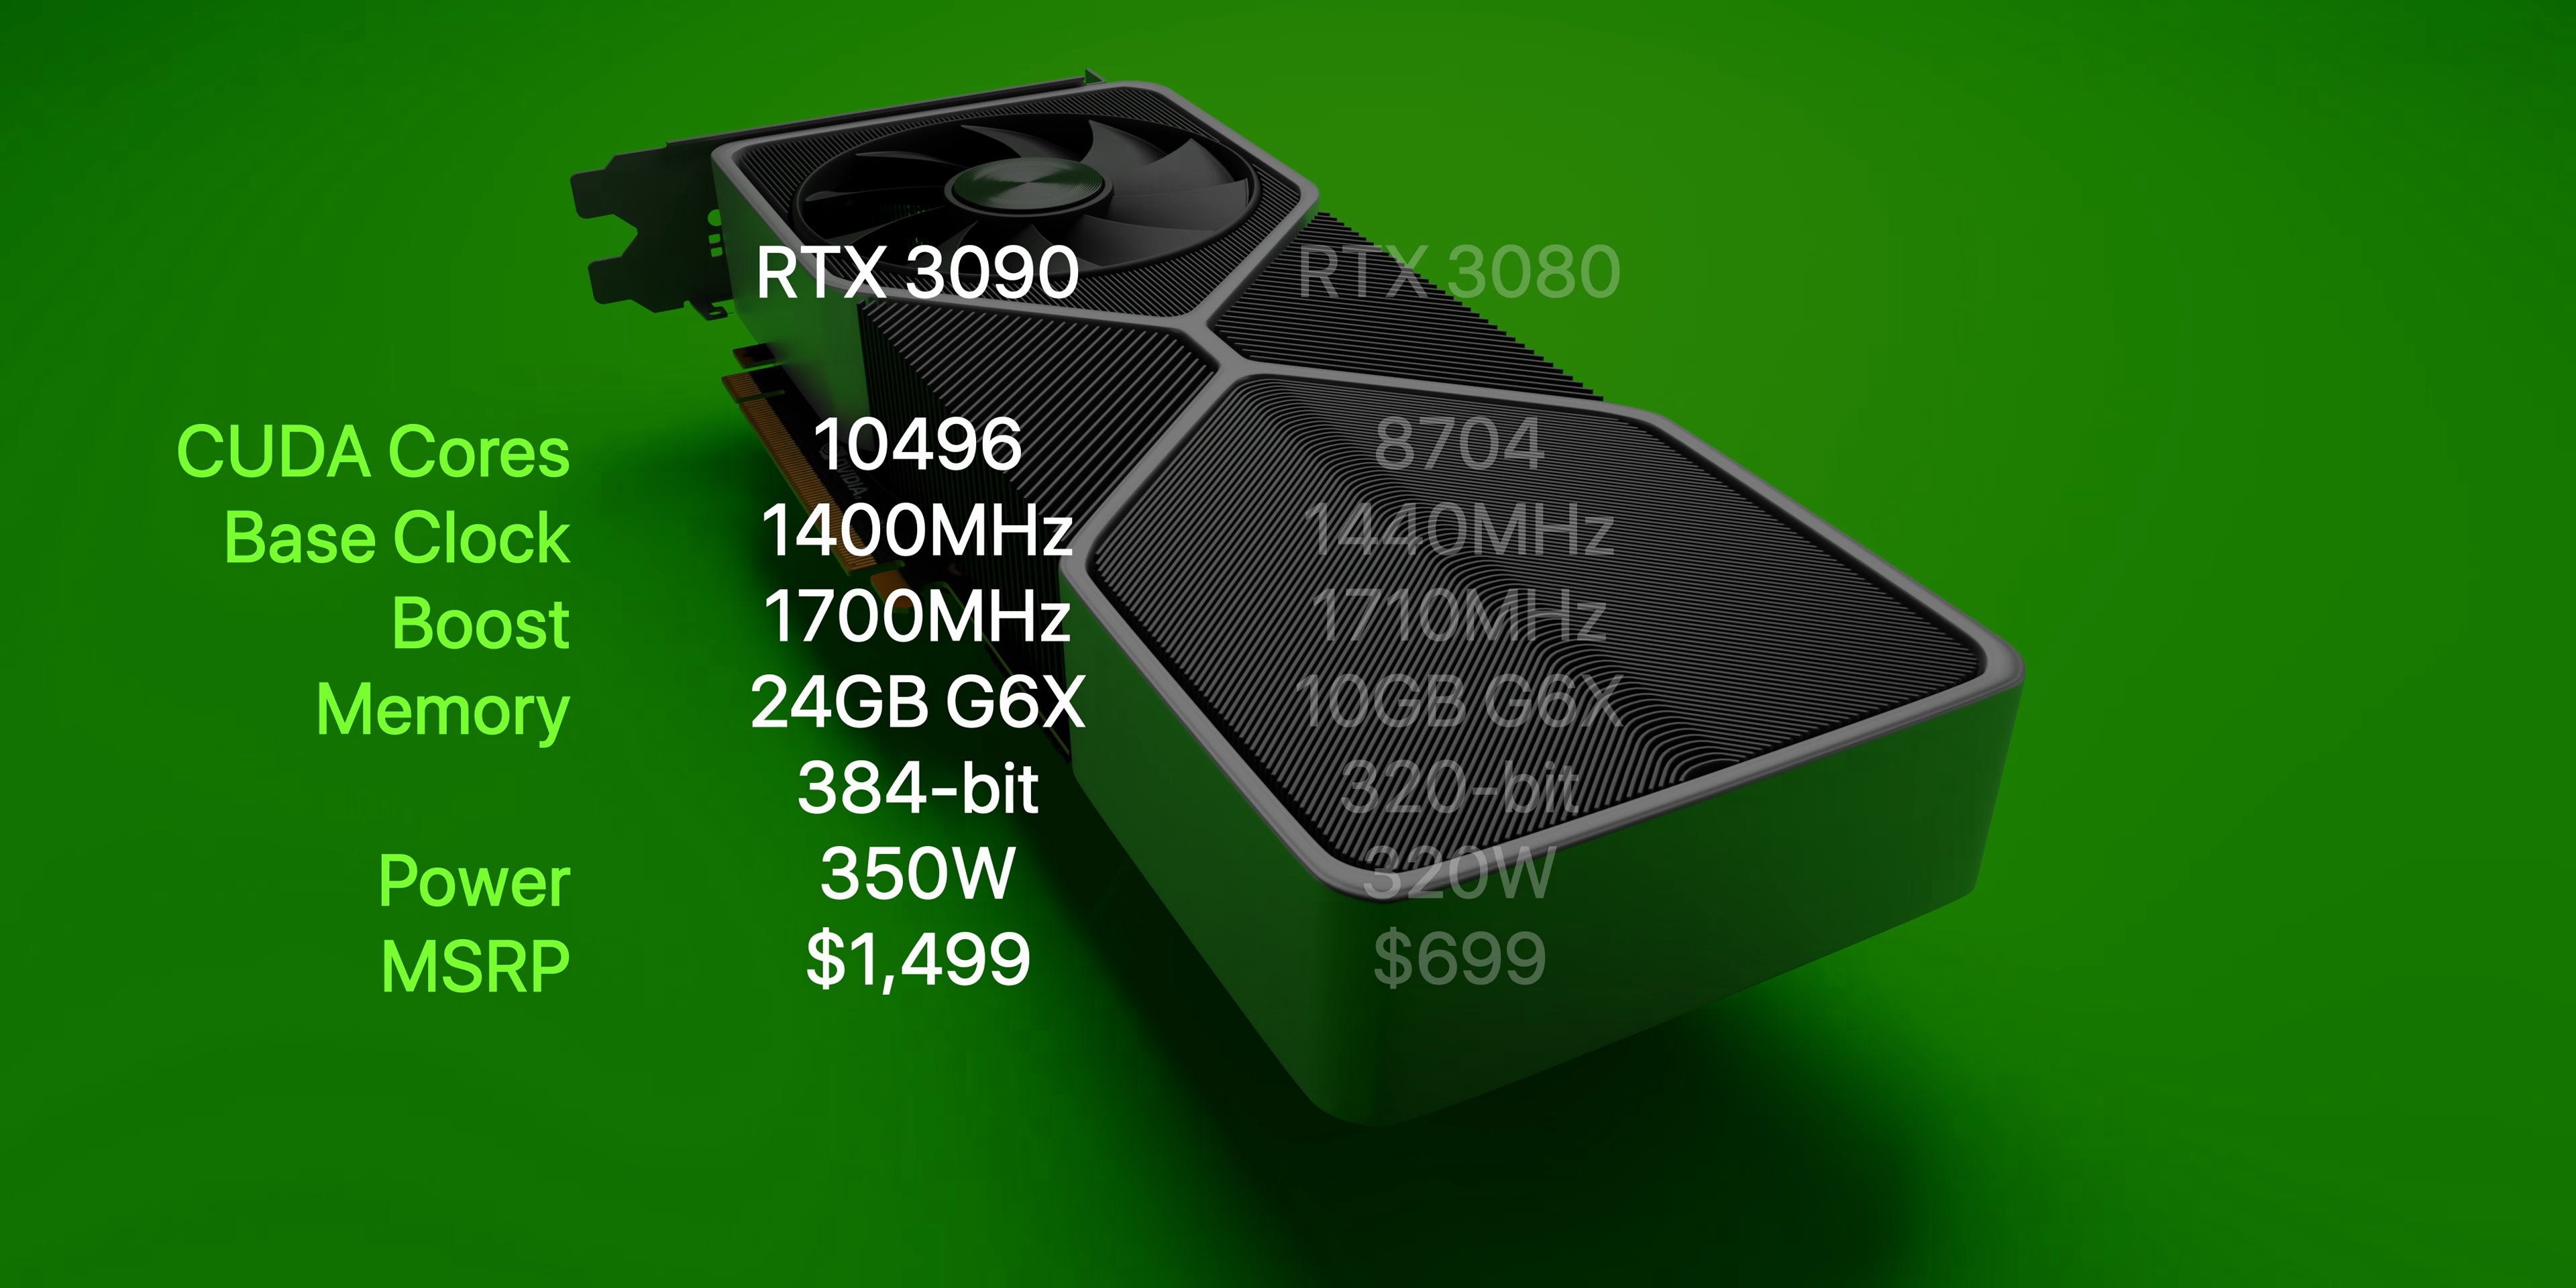 RTX 3090 RTX 3080
CUDA Cores 10496 8704
Base Clock 1400MHz 1440MHz
Boost 1700MHz 1710MHz
Memory 24GB G6X 10GB G6X
384-bit 320-bit
Power 350W 320W
MSRP $1,499 $699
NVIDIA.